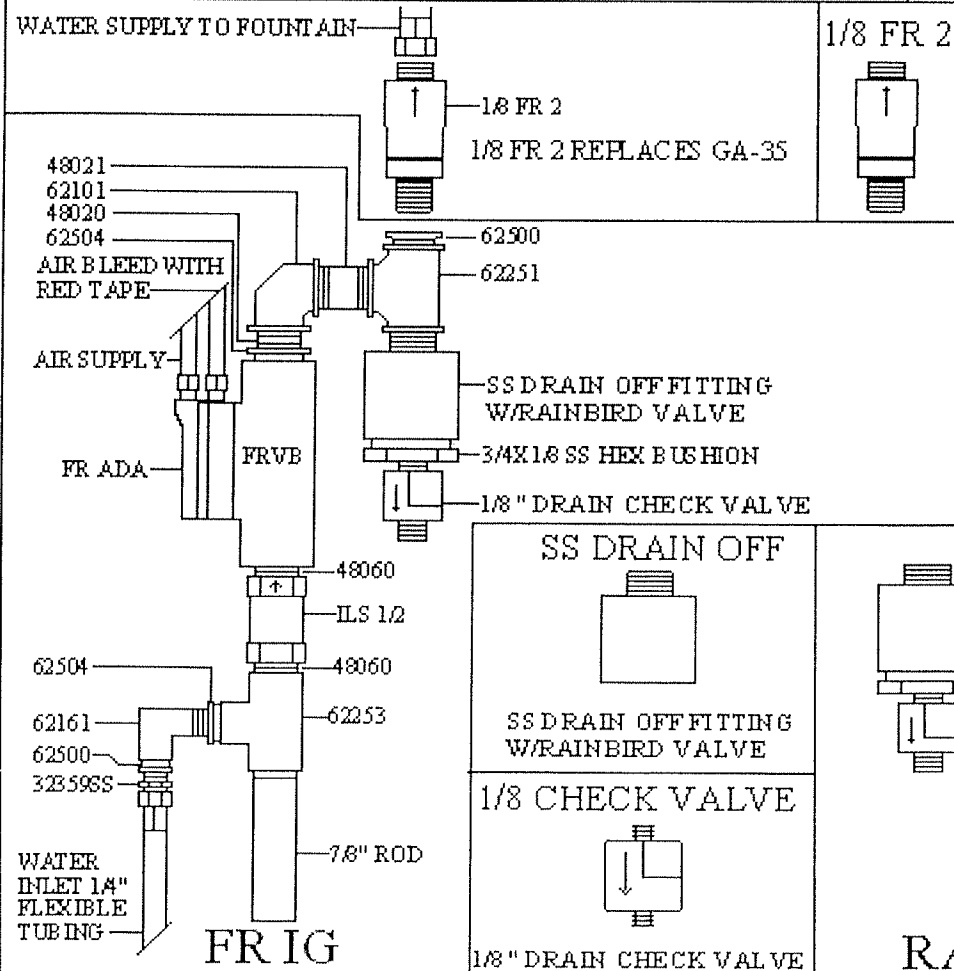 WATER SUPPLY TO FOUNTAIN
1/8 FR 2
1/8 FR 2
1/8 FR 2 REPLACES GA-35
48021
62101
48020
62504
AIR BLEED WITH
RED TAPE
AIR SUPPLY
FR ADA
FRVB
62500
62251
SS DRAIN OFF FITTING
W/RAINBIRD VALVE
3/4X1/8 SS HEX BUSHION
1/8" DRAIN CHECK VALVE
48060
ILS 1/2
48060
62504
62161
62500
32359SS
62253
7/8" ROD
WATER
INLET 1/4"
FLEXIBLE
TUBING
FR IG
SS DRAIN OFF
SS DRAIN OFF FITTING
W/RAINBIRD VALVE
1/8 CHECK VALVE
1/8" DRAIN CHECK VALVE
RA